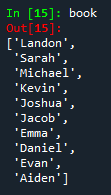 In [15]: book
Out[15]:
['Landon',
'Sarah',
'Michael',
'Kevin',
'Joshua',
'Jacob',
'Emma',
'Daniel',
'Evan',
'Aiden']